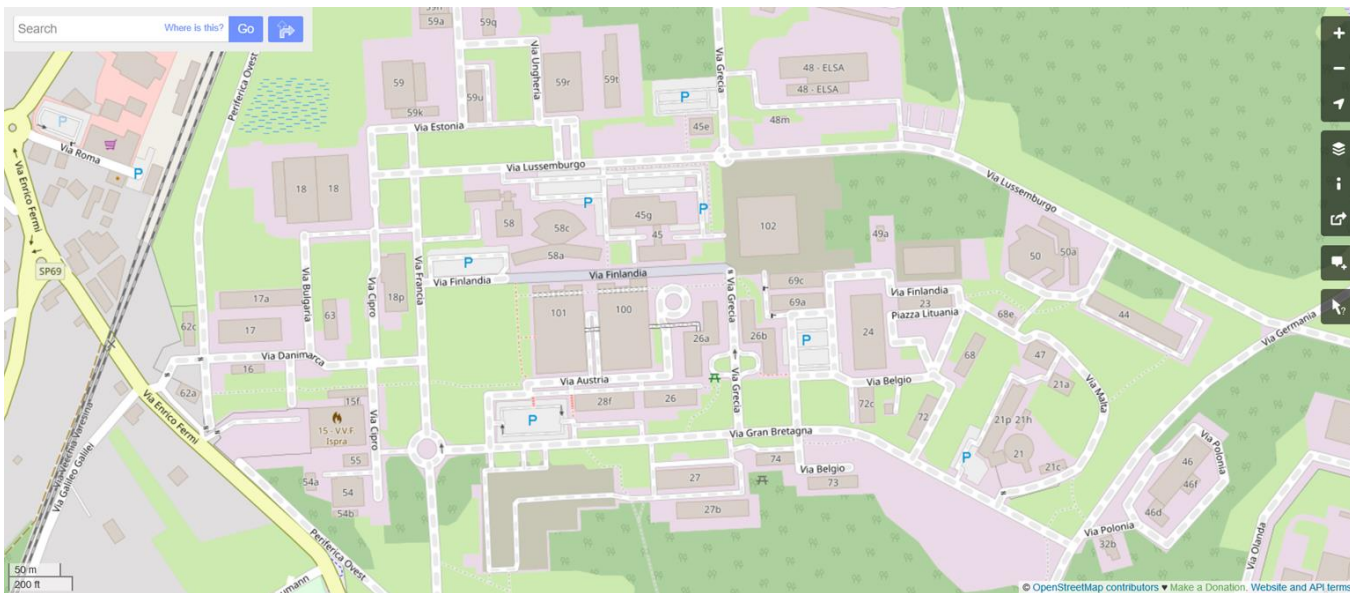 Search
Where is this?
Go
59h
59a
59q
Periferica Ovest
59
Via Ungheria
59r
59t
Via Grecia
48 - ELSA
48 - ELSA
59k
59u
P
P
45e
48m
Via Estonia
Via Roma
P
Via Lussemburgo
Via Lussemburgo
Via Enrico Fermi
18
18
58
58c
P
45g
P
45
102
49a
50
50a
58a
SP69
P
Via Finlandia
Via Finlandia
Via Bulgaria
Via Cipro
18p
Via Francia
69c
69a
Via Finlandia
23
Piazza Lituania
17a
17
63
62c
101
100
26a
Via Grecia
26b
P
24
68e
44
Via Germania
Via Danimarca
16
68
47
21a
Via Malta
62a
Via Austria
Via Belgio
15f
28f
26
Via Grecia
72c
72
21p
21h
15 - V.V.F.
Ispra
Via Cipro
P
Via Gran Bretagna
21
21c
P
Via Enrico Fermi
55
54a
54
54b
74
Via Belgio
73
27
27b
46
46f
46d
Via Polonia
Via Polonia
32b
Via Olanda
Via Vecchia Varesina
Via Galileo Galilei
Periferica Ovest
50 m
200 ft
© OpenStreetMap contributors ♥ Make a Donation. Website and API terms